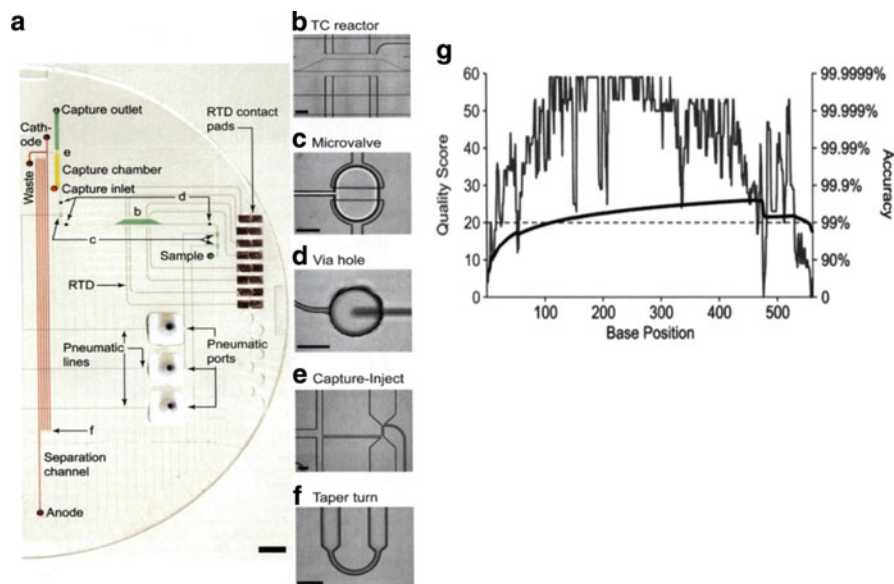 a
Capture outlet
Cath-
ode
e
Waste
Capture chamber
Capture inlet
RTD contact
pads
d
b
c
Sample
RTD
Pneumatic
lines
Pneumatic
ports
f
Separation
channel
Anode
b TC reactor
c Microvalve
d Via hole
e Capture-Inject
f Taper turn
g
Quality Score
60
50
40
30
20
10
0
100 200 300 400 500
Base Position
99.9999%
99.999%
99.99%
99.9%
99%
90%
0
Accuracy